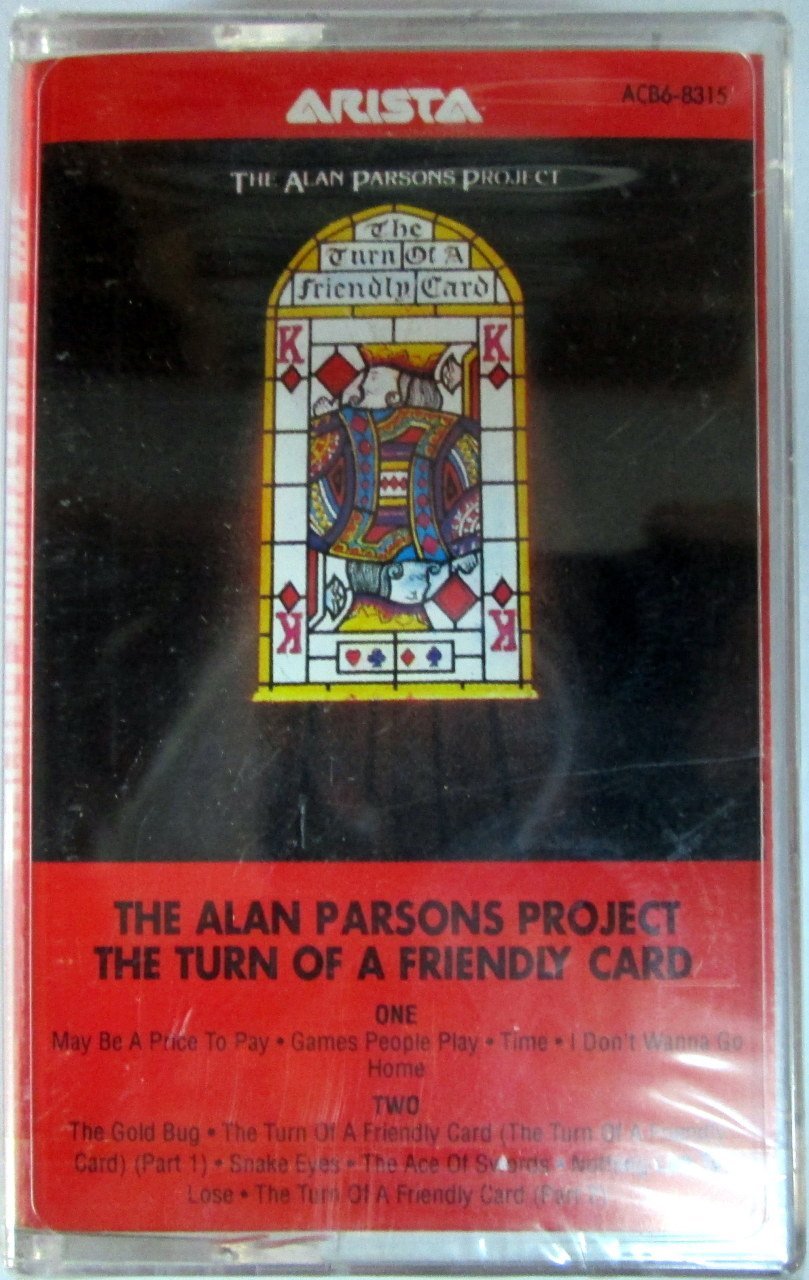 ARISTA
ACB6-8315
THE ALAN PARSONS PROJECT
The
Turn Of A
Friendly Card
K K
K K
THE ALAN PARSONS PROJECT
THE TURN OF A FRIENDLY CARD
ONE
May Be A Price To Pay • Games People Play • Time • I Don't Wanna Go
Home
TWO
The Gold Bug • The Turn Of A Friendly Card (The Turn Of A Friendly
Card) (Part 1) • Snake Eyes • The Ace Of Swords •
Lose • The Turn Of A Friendly Card (Part